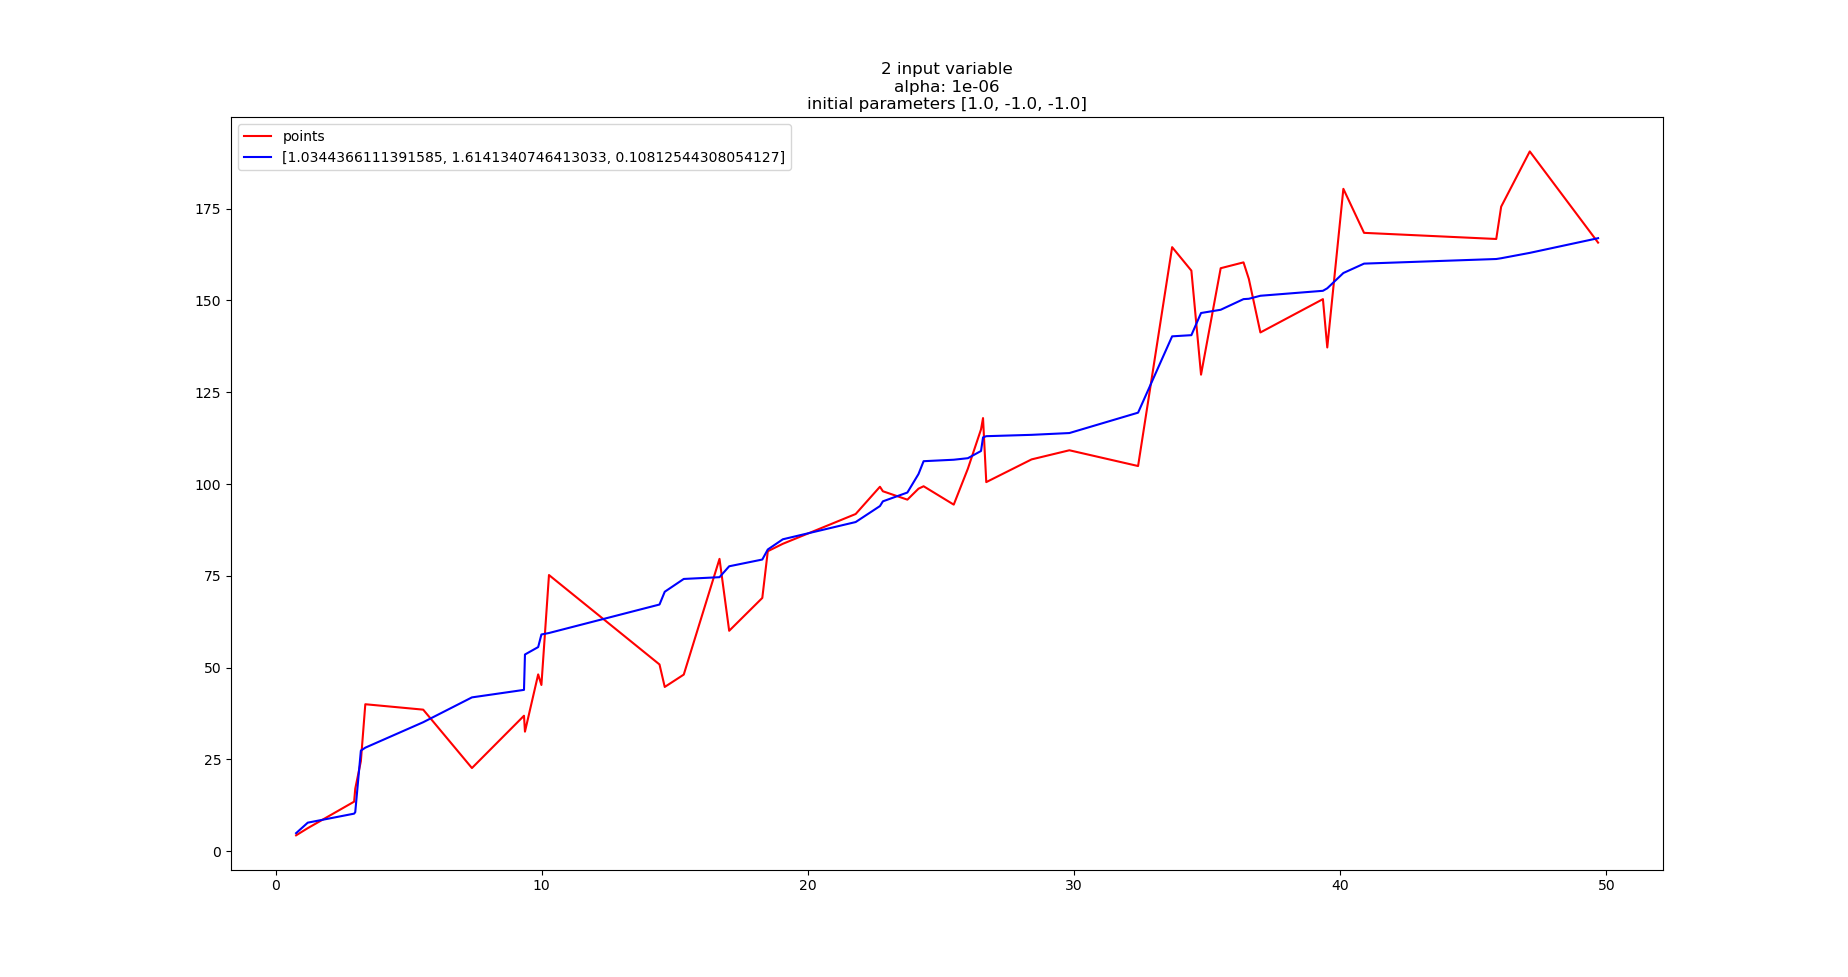 2 input variable
alpha: 1e-06
initial parameters [1.0, -1.0, -1.0]
points
[1.0344366111391585, 1.6141340746413033, 0.10812544308054127]
175
150
125
100
75
50
25
0
0 10 20 30 40 50